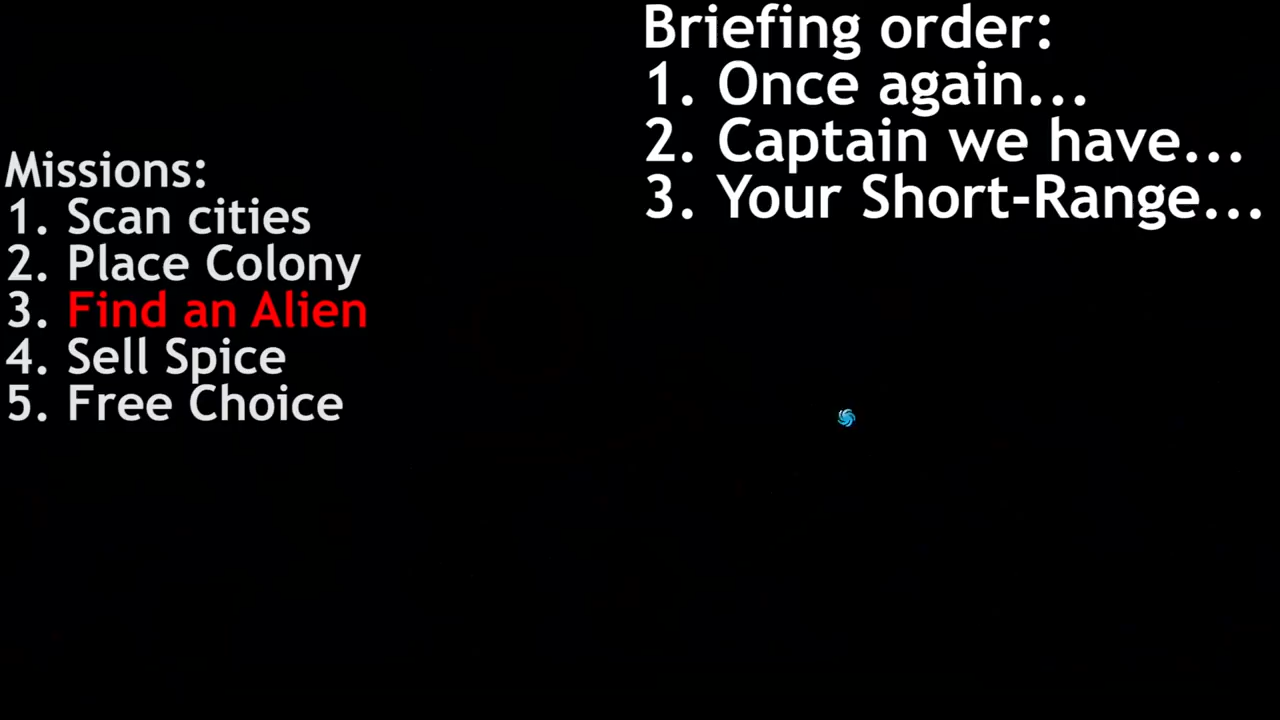 Briefing order:
1. Once again...
2. Captain we have...
3. Your Short-Range...
Missions:
1. Scan cities
2. Place Colony
3. Find an Alien
4. Sell Spice
5. Free Choice